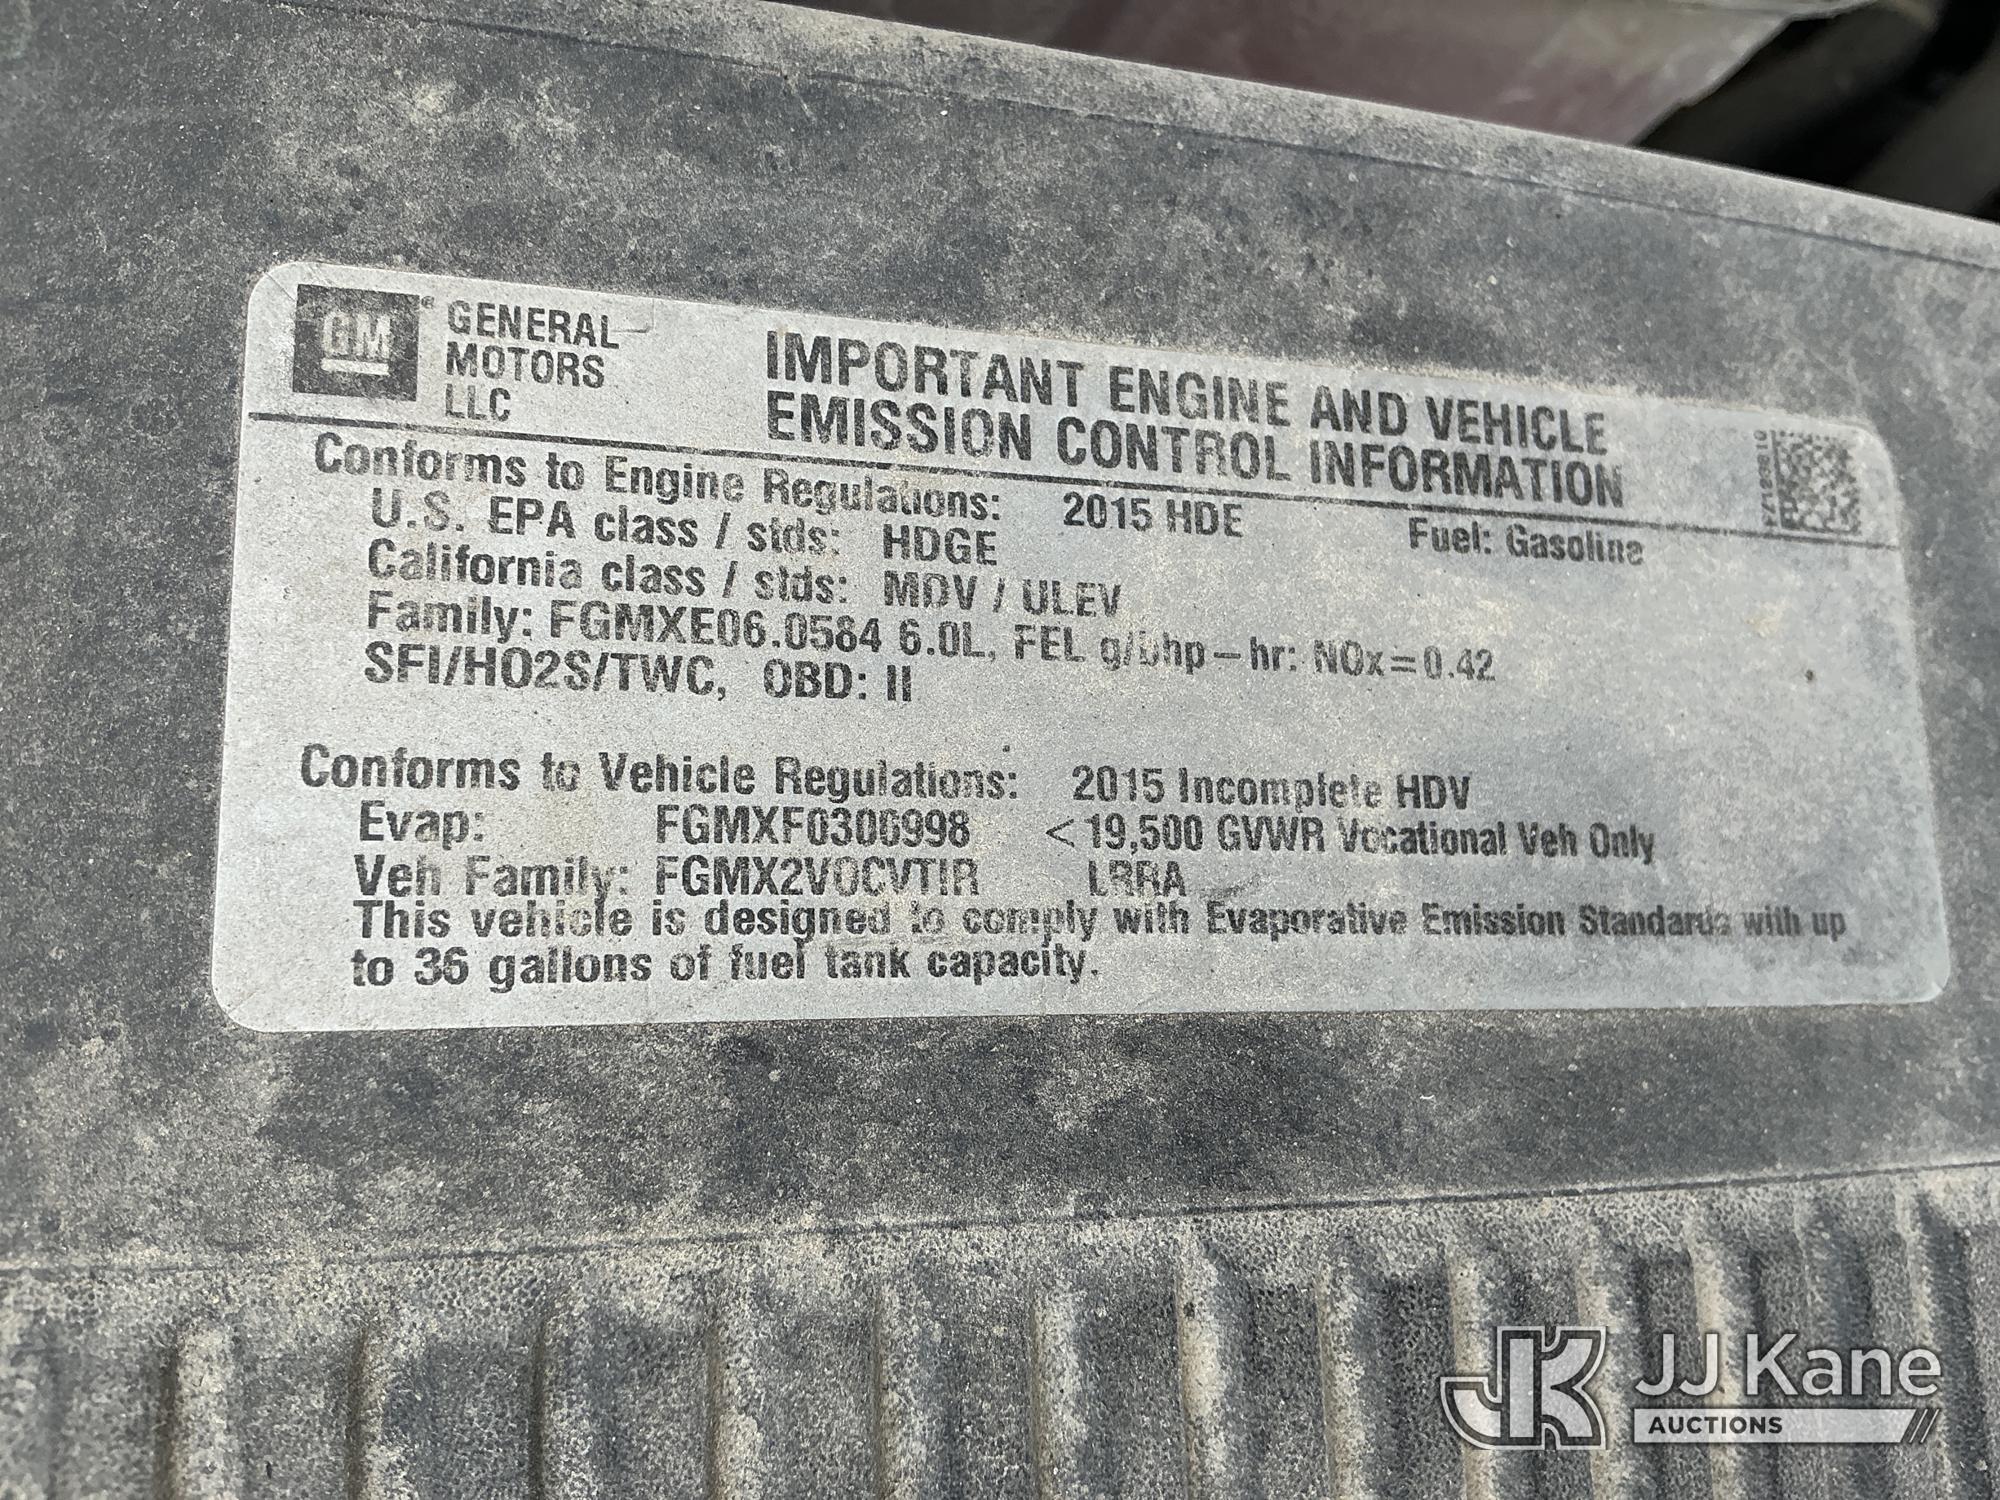 GM® GENERAL MOTORS LLC
IMPORTANT ENGINE AND VEHICLE
EMISSION CONTROL INFORMATION
Conforms to Engine Regulations: 2015 HDE Fuel: Gasoline
U.S. EPA class / stds: HDGE
California class / stds: MDV / ULEV
Family: FGMXE06.0584 6.0L, FEL g/bhp-hr: NOx=0.42
SFI/HO2S/TWC, OBD: II
Conforms to Vehicle Regulations: 2015 Incomplete HDV
Evap: FGMXF0306998 <19,500 GVWR Vocational Veh Only
Veh Family: FGMX2VOCVTIR LRRA
This vehicle is designed to comply with Evaporative Emission Standards with up
to 36 gallons of fuel tank capacity.
JK JJ Kane
AUCTIONS